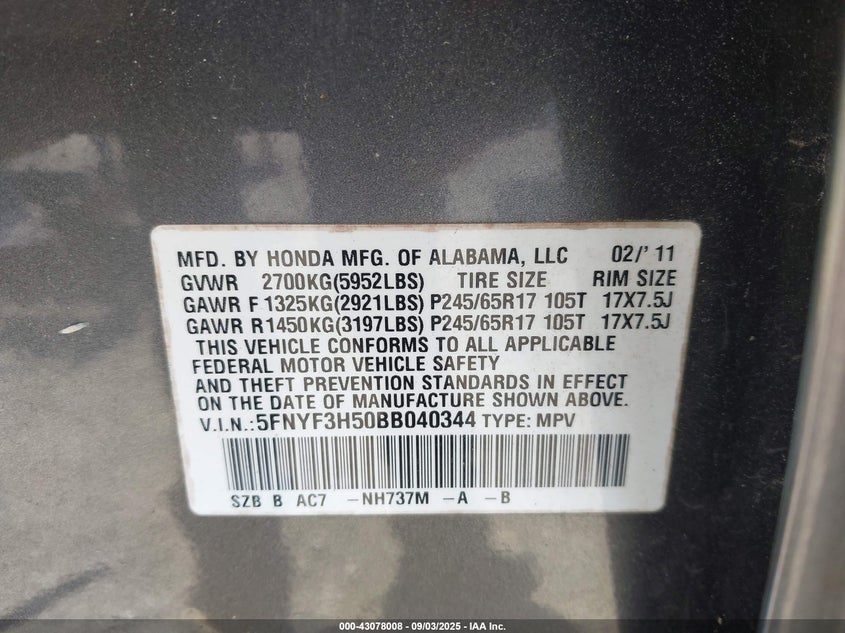 MFD. BY HONDA MFG. OF ALABAMA, LLC 02/'11
GVWR 2700KG(5952LBS) TIRE SIZE RIM SIZE
GAWR F1325KG(2921LBS) P245/65R17 105T 17X7.5J
GAWR R1450KG(3197LBS) P245/65R17 105T 17X7.5J
THIS VEHICLE CONFORMS TO ALL APPLICABLE
FEDERAL MOTOR VEHICLE SAFETY
AND THEFT PREVENTION STANDARDS IN EFFECT
ON THE DATE OF MANUFACTURE SHOWN ABOVE.
V.I.N.:5FNYF3H50BB040344 TYPE: MPV
SZB B AC7 -NH737M -A -B
000-43078008 - 09/03/2025 - IAA Inc.